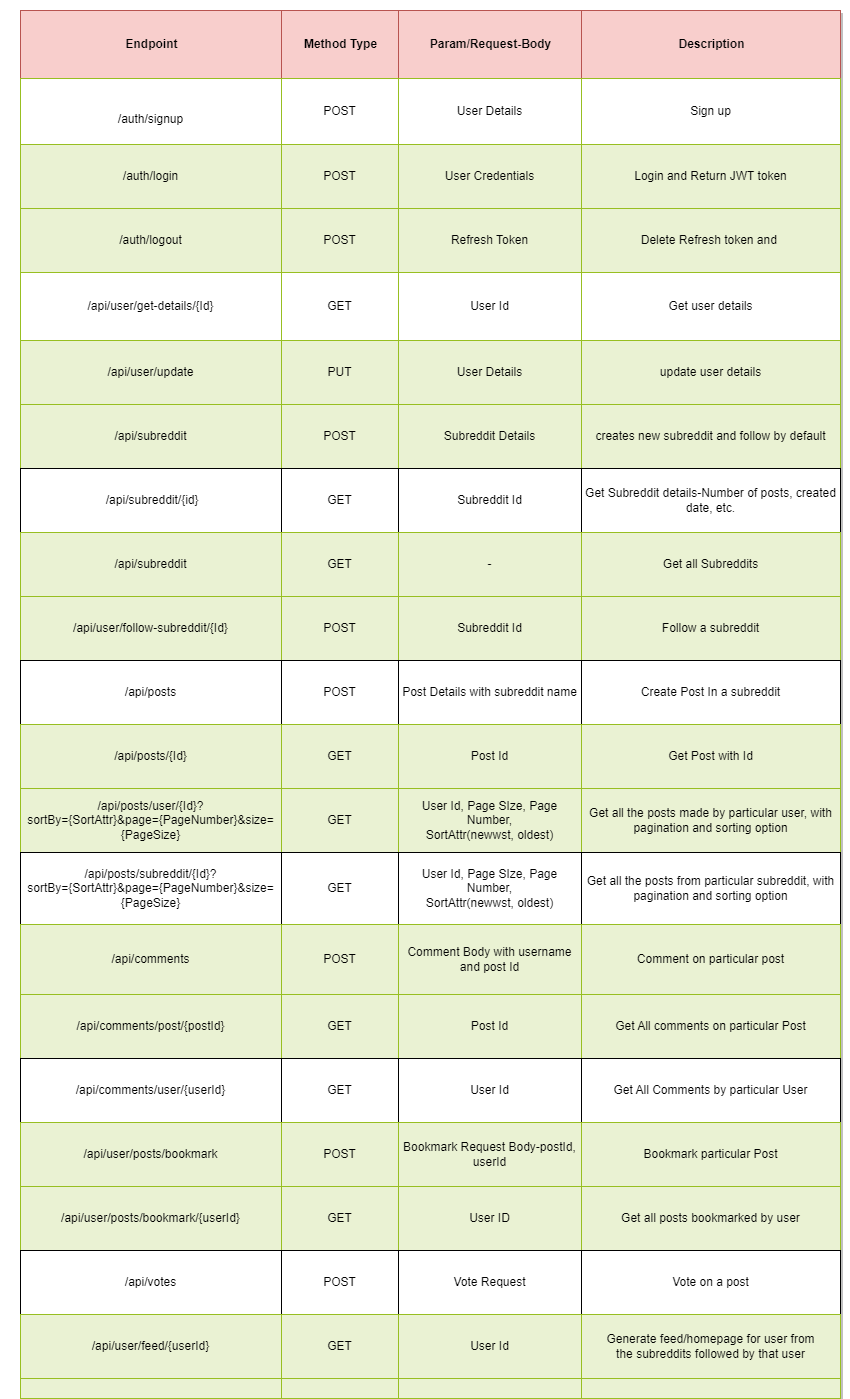 Endpoint
Method Type
Param/Request-Body
Description
/auth/signup
POST
User Details
Sign up
/auth/login
POST
User Credentials
Login and Return JWT token
/auth/logout
POST
Refresh Token
Delete Refresh token and
/api/user/get-details/{Id}
GET
User Id
Get user details
/api/user/update
PUT
User Details
update user details
/api/subreddit
POST
Subreddit Details
creates new subreddit and follow by default
/api/subreddit/{id}
GET
Subreddit Id
Get Subreddit details-Number of posts, created
date, etc.
/api/subreddit
GET
-
Get all Subreddits
/api/user/follow-subreddit/{Id}
POST
Subreddit Id
Follow a subreddit
/api/posts
POST
Post Details with subreddit name
Create Post In a subreddit
/api/posts/{Id}
GET
Post Id
Get Post with Id
/api/posts/user/{Id}?
sortBy={SortAttr}&page={PageNumber}&size=
{PageSize}
GET
User Id, Page SIze, Page
Number,
SortAttr(newwst, oldest)
Get all the posts made by particular user, with
pagination and sorting option
/api/posts/subreddit/{Id}?
sortBy={SortAttr}&page={PageNumber}&size=
{PageSize}
GET
User Id, Page SIze, Page
Number,
SortAttr(newwst, oldest)
Get all the posts from particular subreddit, with
pagination and sorting option
/api/comments
POST
Comment Body with username
and post Id
Comment on particular post
/api/comments/post/{postId}
GET
Post Id
Get All comments on particular Post
/api/comments/user/{userId}
GET
User Id
Get All Comments by particular User
/api/user/posts/bookmark
POST
Bookmark Request Body-postId,
userId
Bookmark particular Post
/api/user/posts/bookmark/{userId}
GET
User ID
Get all posts bookmarked by user
/api/votes
POST
Vote Request
Vote on a post
/api/user/feed/{userId}
GET
User Id
Generate feed/homepage for user from
the subreddits followed by that user